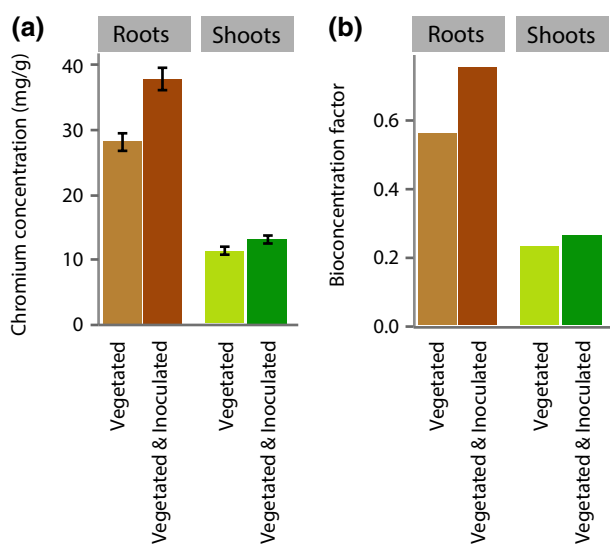 (a)
Roots
Shoots
Chromium concentration (mg/g)
40
30
20
10
0
Vegetated
Vegetated & Inoculated
Vegetated
Vegetated & Inoculated
(b)
Roots
Shoots
Bioconcentration factor
0.6
0.4
0.2
0.0
Vegetated
Vegetated & Inoculated
Vegetated
Vegetated & Inoculated